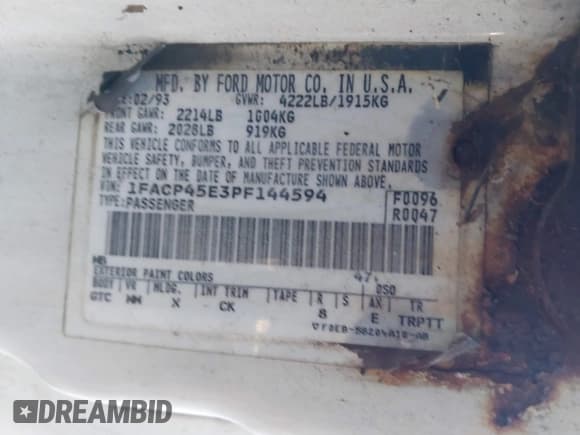 MFD. BY FORD MOTOR CO. IN U.S.A.
02/93 GVWR: 4222LB/1915KG
FRONT GAWR: 2214LB 1004KG
REAR GAWR: 2028LB 919KG
THIS VEHICLE CONFORMS TO ALL APPLICABLE FEDERAL MOTOR
VEHICLE SAFETY, BUMPER, AND THEFT PREVENTION STANDARDS
IN EFFECT ON THE DATE OF MANUFACTURE SHOWN ABOVE.
VIN: 1FACP45E3PF144594 F0096
TYPE: PASSENGER R0047
WB
EXTERIOR PAINT COLORS 47 DSO
BODY VR MLDG. INT TRIM TAPE R S AX TR
GTC X CK 8 E TRPTT
DREAMBID